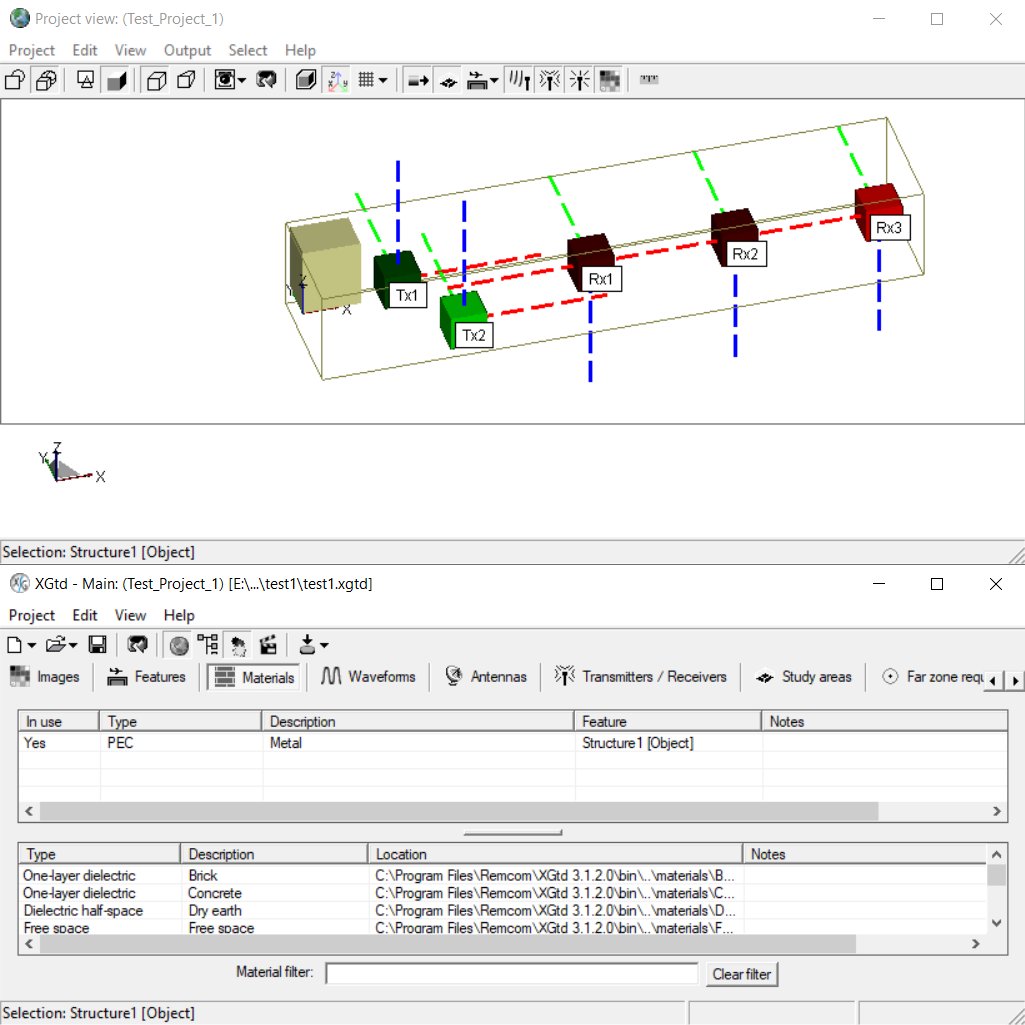 Project view: (Test_Project_1)
Project Edit View Output Select Help
Tx1
Tx2
Rx1
Rx2
Rx3
Z
Y
X
Z
Y
X
Selection: Structure1 [Object]
XGtd - Main: (Test_Project_1) [E:\...\test1\test1.xgtd]
Project Edit View Help
Images Features Materials Waveforms Antennas Transmitters / Receivers Study areas Far zone requ
In use Type Description Feature Notes
Yes PEC Metal Structure1 [Object]
Type Description Location Notes
One-layer dielectric Brick C:\Program Files\Remcom\XGtd 3.1.2.0\bin\..\materials\B...
One-layer dielectric Concrete C:\Program Files\Remcom\XGtd 3.1.2.0\bin\..\materials\C...
Dielectric half-space Dry earth C:\Program Files\Remcom\XGtd 3.1.2.0\bin\..\materials\D...
Free space Free space C:\Program Files\Remcom\XGtd 3.1.2.0\bin\..\materials\F...
Material filter: Clear filter
Selection: Structure1 [Object]